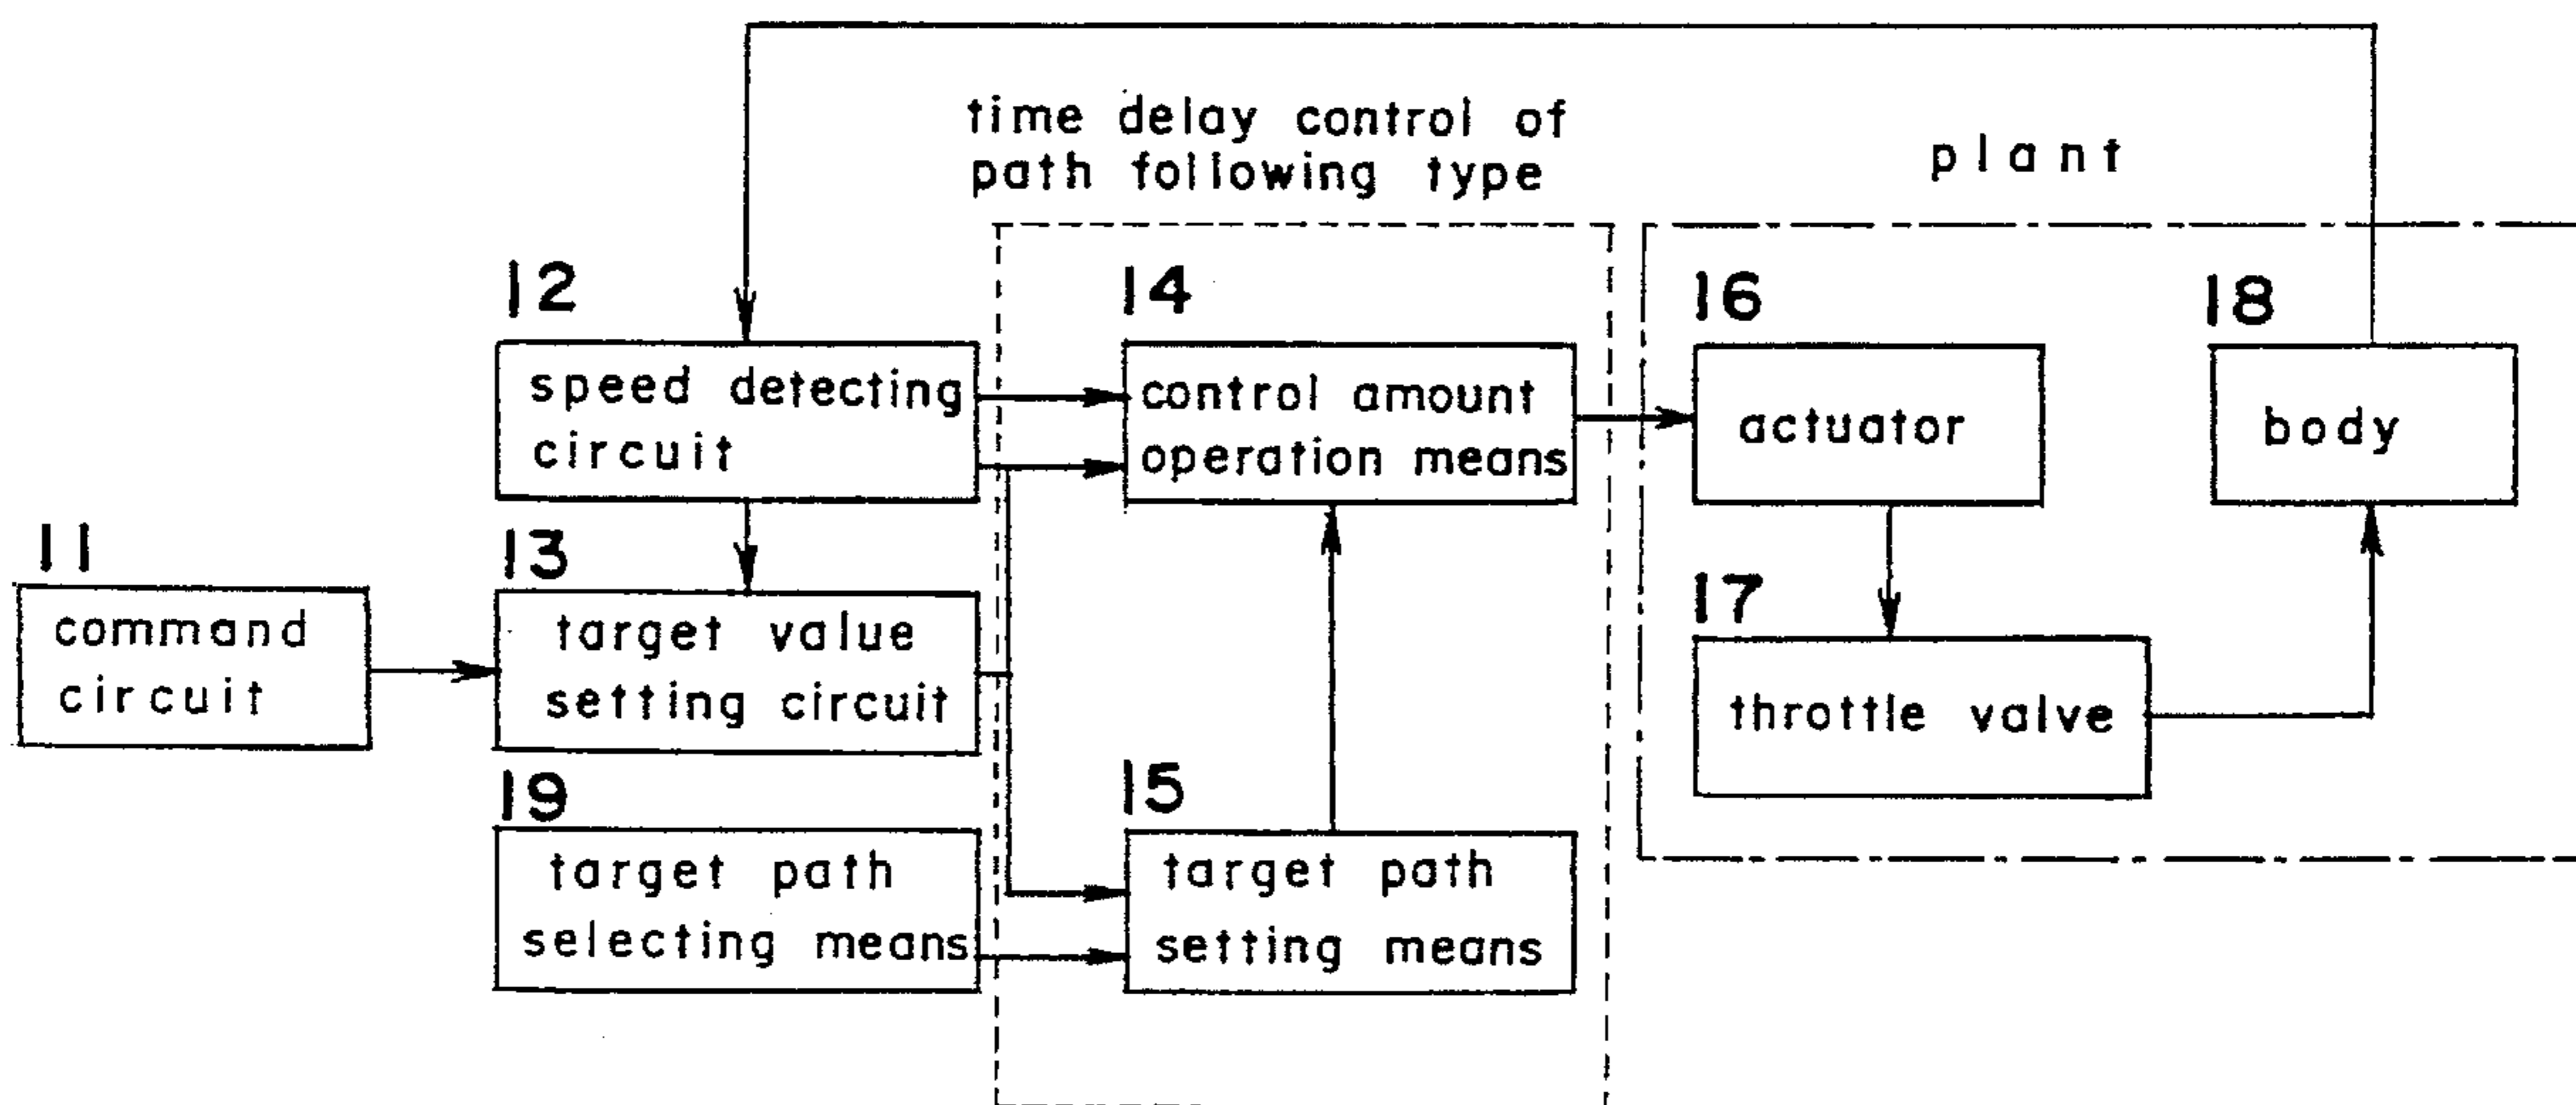 time delay control of
path following type
plant
12
speed detecting
circuit
14
control amount
operation means
16
actuator
18
body
11
command
circuit
13
target value
setting circuit
17
throttle valve
19
target path
selecting means
15
target path
setting means